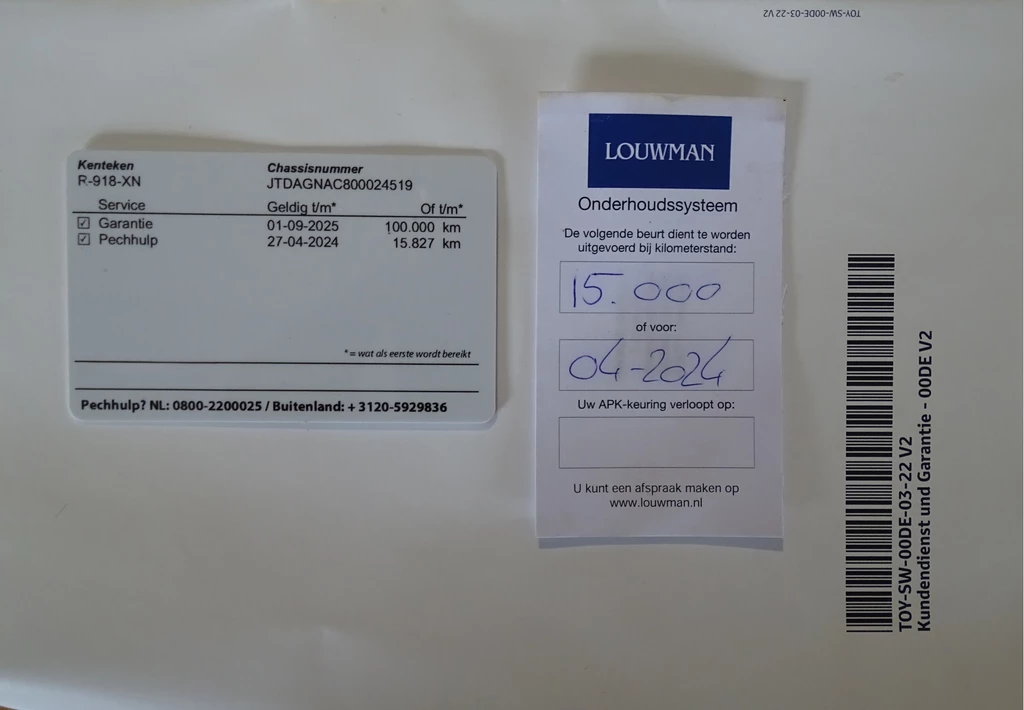 TOY-SW-00DE-03-22 V2
Kenteken
R-918-XN
Chassisnummer
JTDAGNAC800024519
Service Geldig t/m* Of t/m*
☑ Garantie 01-09-2025 100.000 km
☑ Pechhulp 27-04-2024 15.827 km
* = wat als eerste wordt bereikt
Pechhulp? NL: 0800-2200025 / Buitenland: + 3120-5929836
LOUWMAN
Onderhoudssysteem
De volgende beurt dient te worden
uitgevoerd bij kilometerstand:
15.000
of voor:
04-2024
Uw APK-keuring verloopt op:
U kunt een afspraak maken op
www.louwman.nl
TOY-SW-00DE-03-22 V2
Kundendienst und Garantie - 00DE V2